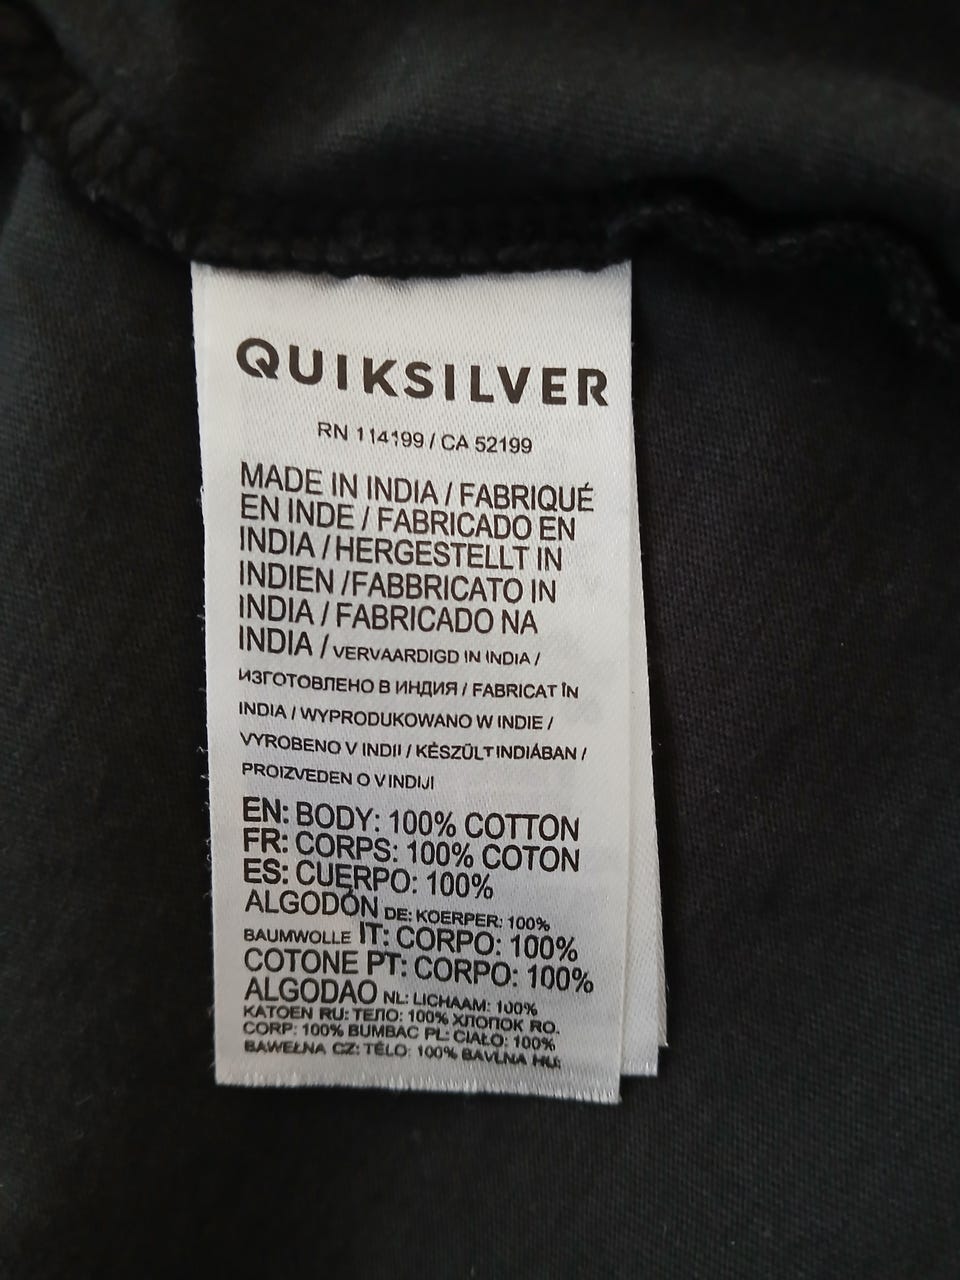 QUIKSILVER
RN 114199 / CA 52199
MADE IN INDIA / FABRIQUÉ
EN INDE / FABRICADO EN
INDIA / HERGESTELLT IN
INDIEN /FABBRICATO IN
INDIA / FABRICADO NA
INDIA / VERVAARDIGD IN INDIA /
ИЗГОТОВЛЕНО В ИНДИЯ / FABRICAT ÎN
INDIA / WYPRODUKOWANO W INDIE /
VYROBENO V INDII / KÉSZÜLT INDIÁBAN /
PROIZVEDEN O V INDIJI
EN: BODY: 100% COTTON
FR: CORPS: 100% COTON
ES: CUERPO: 100%
ALGODÓN DE: KOERPER: 100%
BAUMWOLLE IT: CORPO: 100%
COTONE PT: CORPO: 100%
ALGODAO NL: LICHAAM: 100%
KATOEN RU: ТЕЛО: 100% ХЛОПОК RO.
CORP: 100% BUMBAC PL: CIAŁO: 100%
BAWEŁNA CZ: TĚLO: 100% BAVLNA HU: